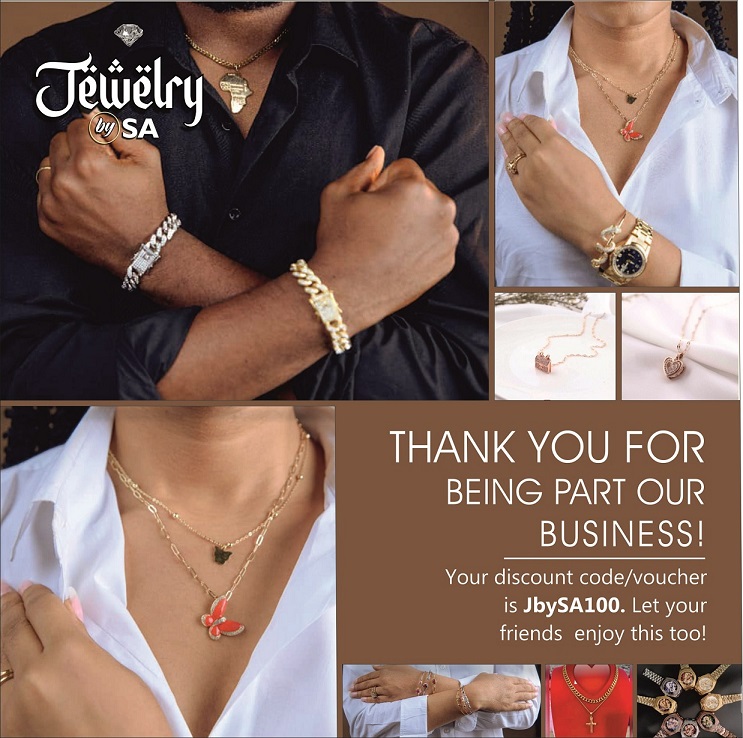 Jëẅëlry
by SA
THANK YOU FOR
BEING PART OUR
BUSINESS!
Your discount code/voucher
is JbySA100. Let your
friends enjoy this too!